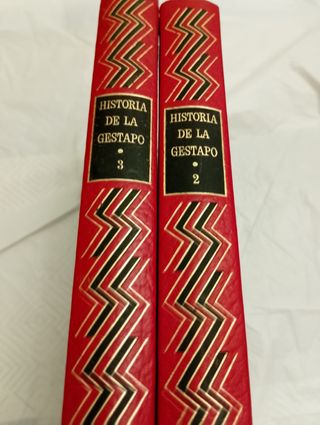 HISTORIA
DE LA
GESTAPO
•
3
HISTORIA
DE LA
GESTAPO
•
2